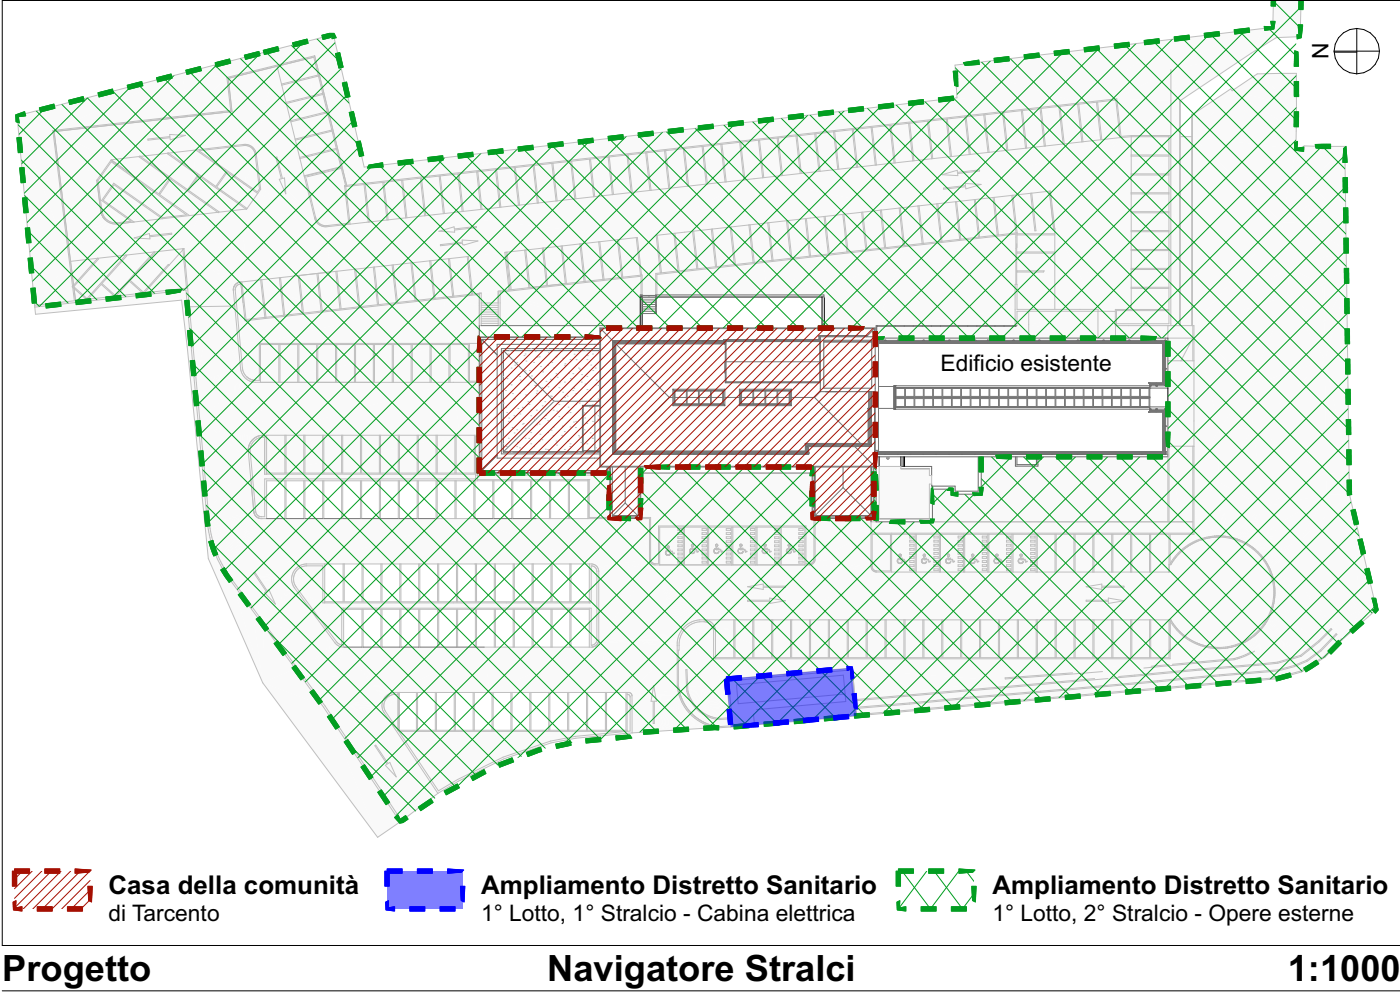 N
Edificio esistente
Casa della comunità
di Tarcento
Ampliamento Distretto Sanitario
1° Lotto, 1° Stralcio - Cabina elettrica
Ampliamento Distretto Sanitario
1° Lotto, 2° Stralcio - Opere esterne
Progetto
Navigatore Stralci
1:1000